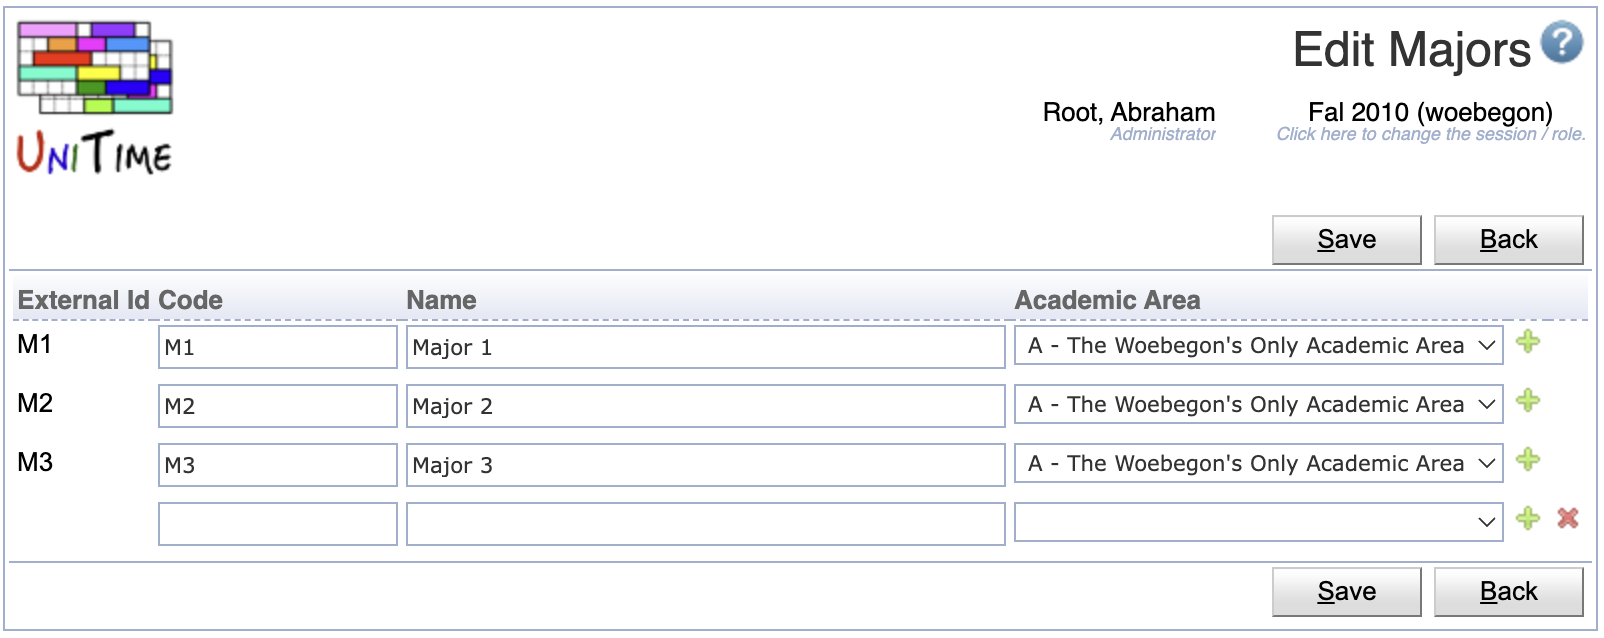 UNITIME
Edit Majors ?
Root, Abraham
Administrator
Fal 2010 (woebegon)
Click here to change the session / role.
Save Back
External Id Code Name Academic Area
M1 M1 Major 1 A - The Woebegon's Only Academic Area
M2 M2 Major 2 A - The Woebegon's Only Academic Area
M3 M3 Major 3 A - The Woebegon's Only Academic Area
Save Back